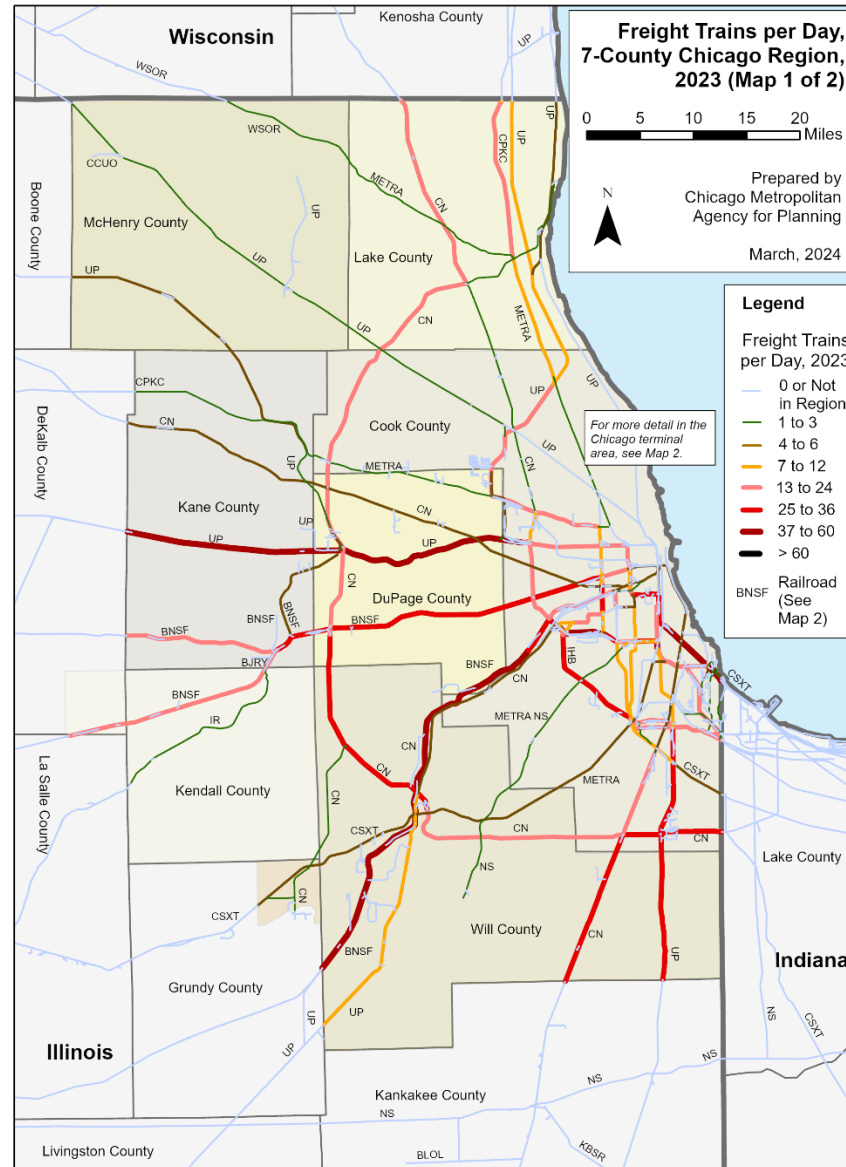 Freight Trains per Day,
7-County Chicago Region,
2023 (Map 1 of 2)
0 5 10 15 20
Miles
N
Prepared by
Chicago Metropolitan
Agency for Planning
March, 2024
Legend
Freight Trains
per Day, 2023
0 or Not
in Region
1 to 3
4 to 6
7 to 12
13 to 24
25 to 36
37 to 60
> 60
BNSF
Railroad
(See
Map 2)
Kenosha County
Wisconsin
UP
WSOR
WSOR
UP
UP
CPKC
CCUO
METRA
CN
UP
McHenry County
Boone County
Lake County
UP
UP
UP
CN
METRA
UP
CPKC
UP
Cook County
For more detail in the
Chicago terminal
area, see Map 2.
DeKalb County
CN
UP
METRA
CN
UP
Kane County
CN
UP
UP
UP
CN
DuPage County
BNSF
BNSF
BNSF
BNSF
BJRY
BNSF
IHB
CN
CSXT
BNSF
IR
METRA NS
CN
La Salle County
Kendall County
CN
CN
METRA
CSXT
CSXT
CN
CN
Lake County
NS
CN
CSXT
Will County
CN
BNSF
UP
Indiana
Grundy County
UP
UP
UP
NS
CSXT
Illinois
NS
NS
Kankakee County
NS
Livingston County
BLOL
KBSR